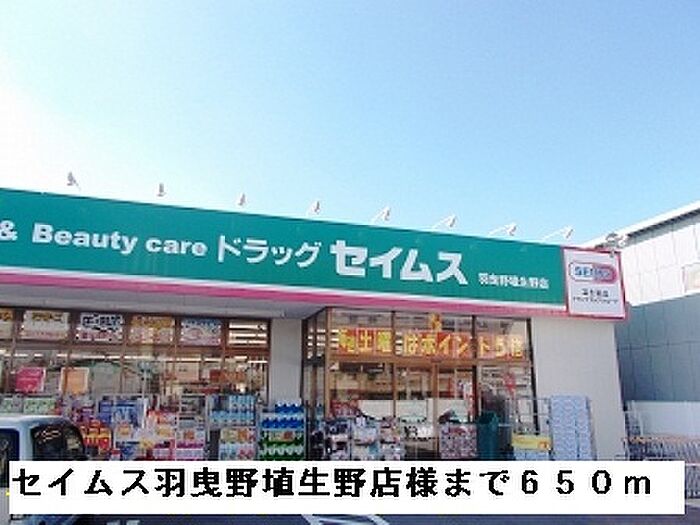 & Beauty care ドラッグ セイムス 羽曳野埴生野店
毎土曜はポイント5倍
セイムス羽曳野埴生野店様まで650m